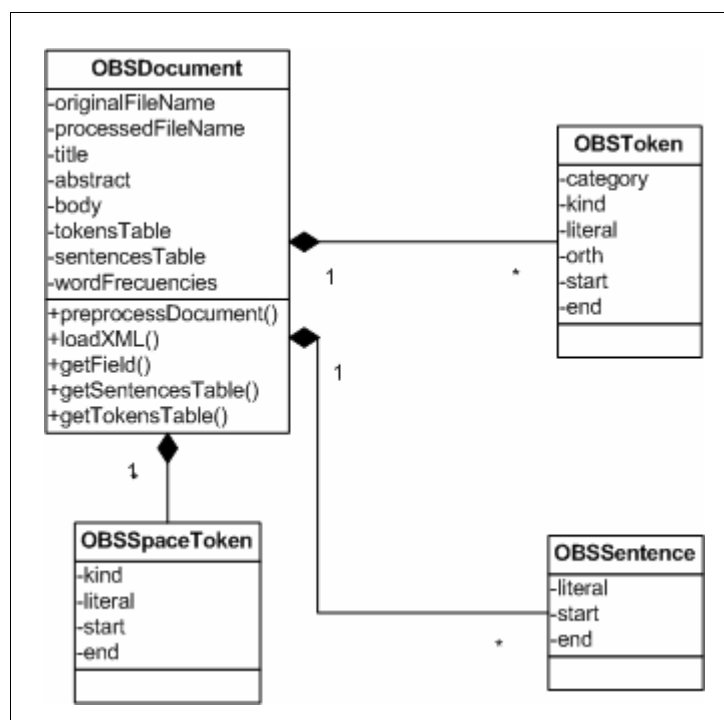 OBSDocument
-originalFileName
-processedFileName
-title
-abstract
-body
-tokensTable
-sentencesTable
-wordFrecuencies
+preprocessDocument()
+loadXML()
+getField()
+getSentencesTable()
+getTokensTable()
1
*
OBSToken
-category
-kind
-literal
-orth
-start
-end
1
1
OBSSpaceToken
-kind
-literal
-start
-end
*
OBSSentence
-literal
-start
-end